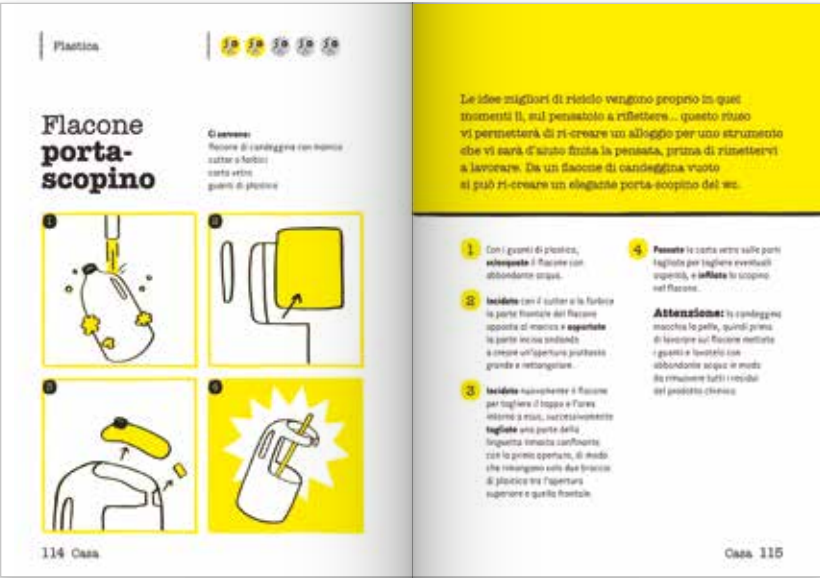 Plastica
Flacone
porta-
scopino
Ci servono:
flacone di candeggina con manico
cutter o forbici
carta vetro
guanti di plastica
1
2
3
4
114 Casa
Le idee migliori di riciclo vengono proprio in quei
momenti lì, sul pensatoio a riflettere... questo riuso
vi permetterà di ri-creare un alloggio per uno strumento
che vi sarà d'aiuto finita la pensata, prima di rimettervi
a lavorare. Da un flacone di candeggina vuoto
si può ri-creare un elegante porta-scopino del wc.
1 Con i guanti di plastica,
sciacquate il flacone con
abbondante acqua.
2 Incidete con il cutter o la forbice
la parte frontale del flacone
opposta al manico e asportate
la parte incisa andando
a creare un'apertura piuttosto
grande e rettangolare.
3 Incidete nuovamente il flacone
per togliere il tappo e l'area
intorno a esso, successivamente
tagliate una parte della
linguetta rimasta confinante
con la prima apertura, di modo
che rimangano solo due braccia
di plastica tra l'apertura
superiore e quella frontale.
4 Passate la carta vetro sulle parti
tagliate per togliere eventuali
asperità, e infilate lo scopino
nel flacone.
Attenzione: la candeggina
macchia la pelle, quindi prima
di lavorare sul flacone mettete
i guanti e lavatelo con
abbondante acqua in modo
da rimuovere tutti i residui
del prodotto chimico.
Casa 115